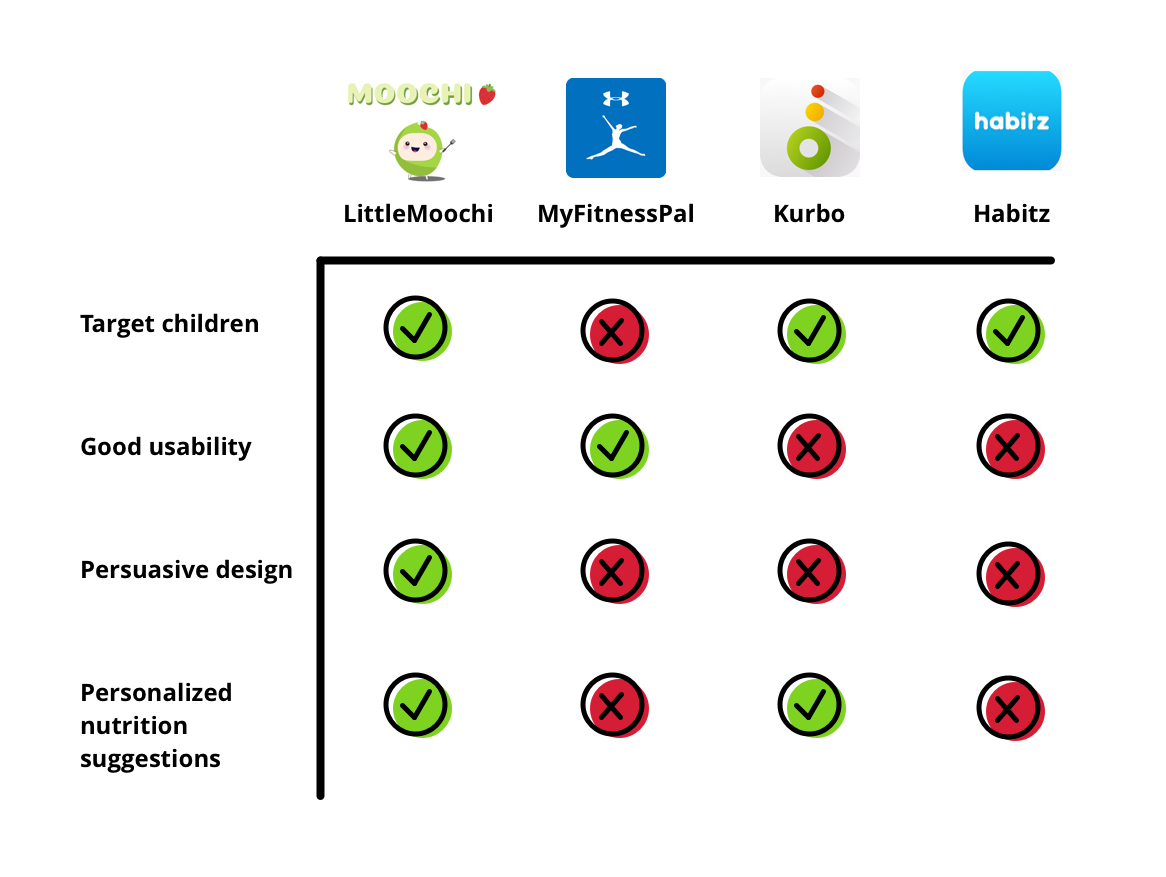 MOOCHI
habitz
LittleMoochi MyFitnessPal Kurbo Habitz
Target children
Good usability
Persuasive design
Personalized
nutrition
suggestions